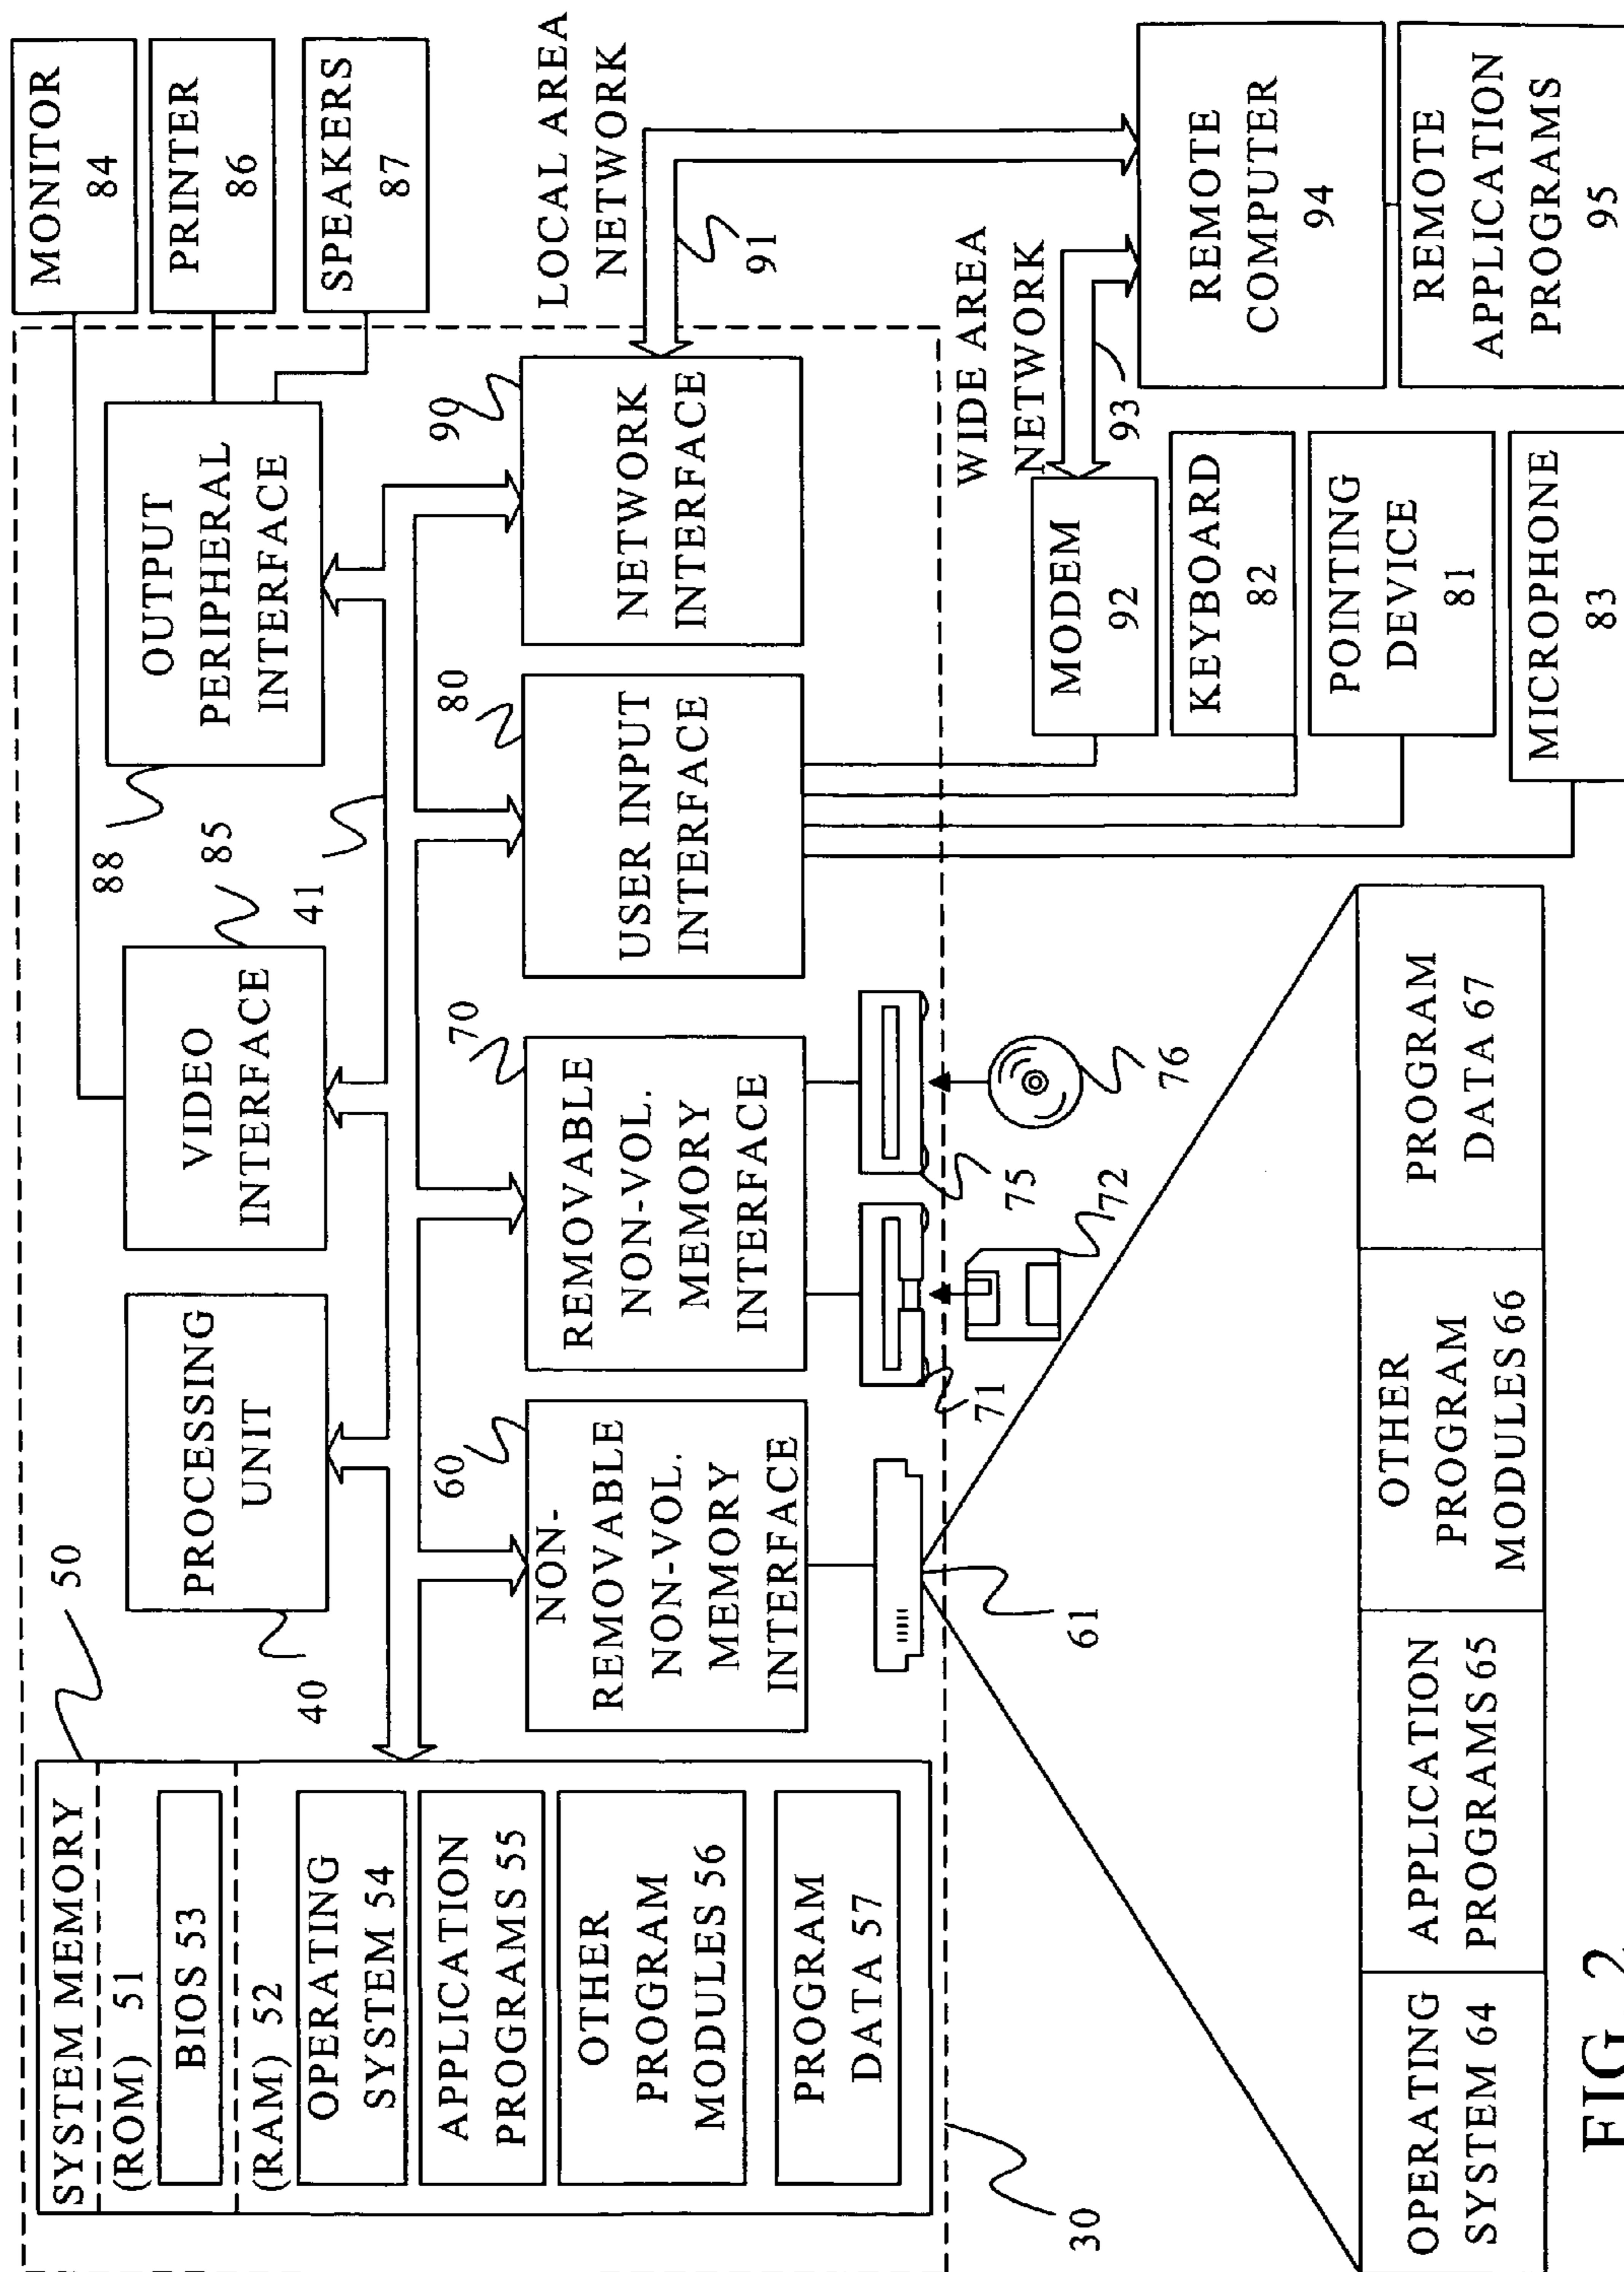 SYSTEM MEMORY
(ROM) 51
BIOS 53
(RAM) 52
OPERATING
SYSTEM 54
APPLICATION
PROGRAMS 55
OTHER
PROGRAM
MODULES 56
PROGRAM
DATA 57
50
40
PROCESSING
UNIT
VIDEO
INTERFACE
85
41
88
OUTPUT
PERIPHERAL
INTERFACE
MONITOR
84
PRINTER
86
SPEAKERS
87
60
NON-
REMOVABLE
NON-VOL.
MEMORY
INTERFACE
70
REMOVABLE
NON-VOL.
MEMORY
INTERFACE
80
USER INPUT
INTERFACE
90
NETWORK
INTERFACE
LOCAL AREA
NETWORK
91
WIDE AREA
NETWORK
93
30
61
71
72
75
76
MODEM
92
KEYBOARD
82
POINTING
DEVICE
81
MICROPHONE
83
REMOTE
COMPUTER
94
REMOTE
APPLICATION
PROGRAMS
95
OPERATING
SYSTEM 64
APPLICATION
PROGRAMS 65
OTHER
PROGRAM
MODULES 66
PROGRAM
DATA 67
FIG. 2